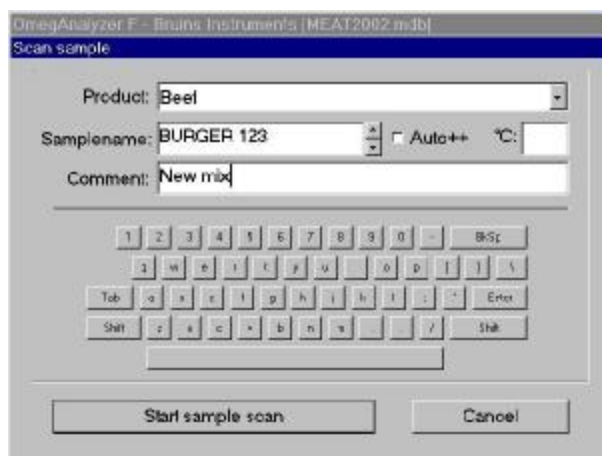 OmegAnalyzer F - Bruins Instruments [MEAT2002.mdb]
Scan sample
Product: Beef
Samplename: BURGER 123 Auto++ °C:
Comment: New mix
1 2 3 4 5 6 7 8 9 0 - BkSp
w e r t y u o p [ ] \
Tab a s f g h j k l ; ' Enter
Shift c b n m . / Shift
Start sample scan Cancel